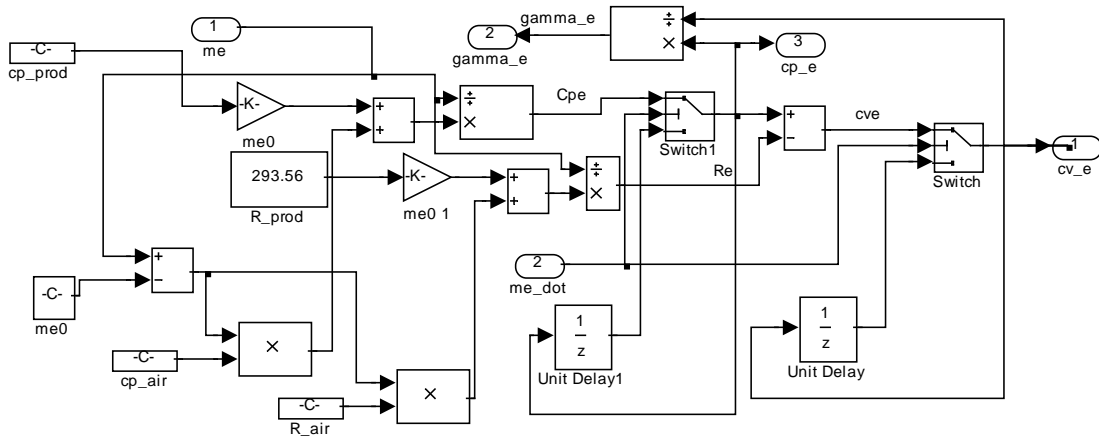 1
me
-C-
cp_prod
-K-
me0
+
+
÷
×
Cpe
gamma_e
2
gamma_e
÷
×
3
cp_e
Switch1
+
−
cve
Switch
1
cv_e
293.56
R_prod
-K-
me0 1
+
+
÷
×
Re
+
−
-C-
me0
2
me_dot
×
-C-
cp_air
×
-C-
R_air
1
z
Unit Delay1
1
z
Unit Delay